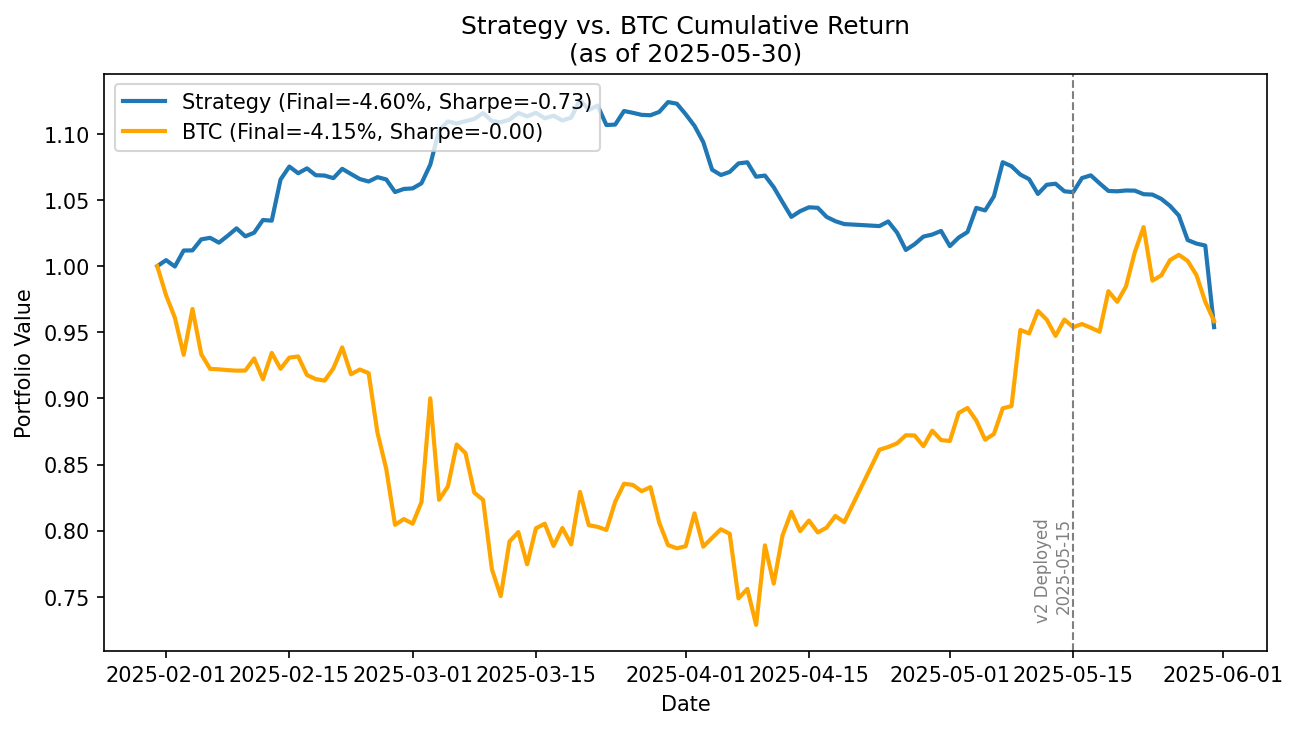 Strategy vs. BTC Cumulative Return
(as of 2025-05-30)
Strategy (Final=-4.60%, Sharpe=-0.73)
BTC (Final=-4.15%, Sharpe=-0.00)
Portfolio Value
1.10
1.05
1.00
0.95
0.90
0.85
0.80
0.75
v2 Deployed
2025-05-15
2025-02-01 2025-02-15 2025-03-01 2025-03-15 2025-04-01 2025-04-15 2025-05-01 2025-05-15 2025-06-01
Date